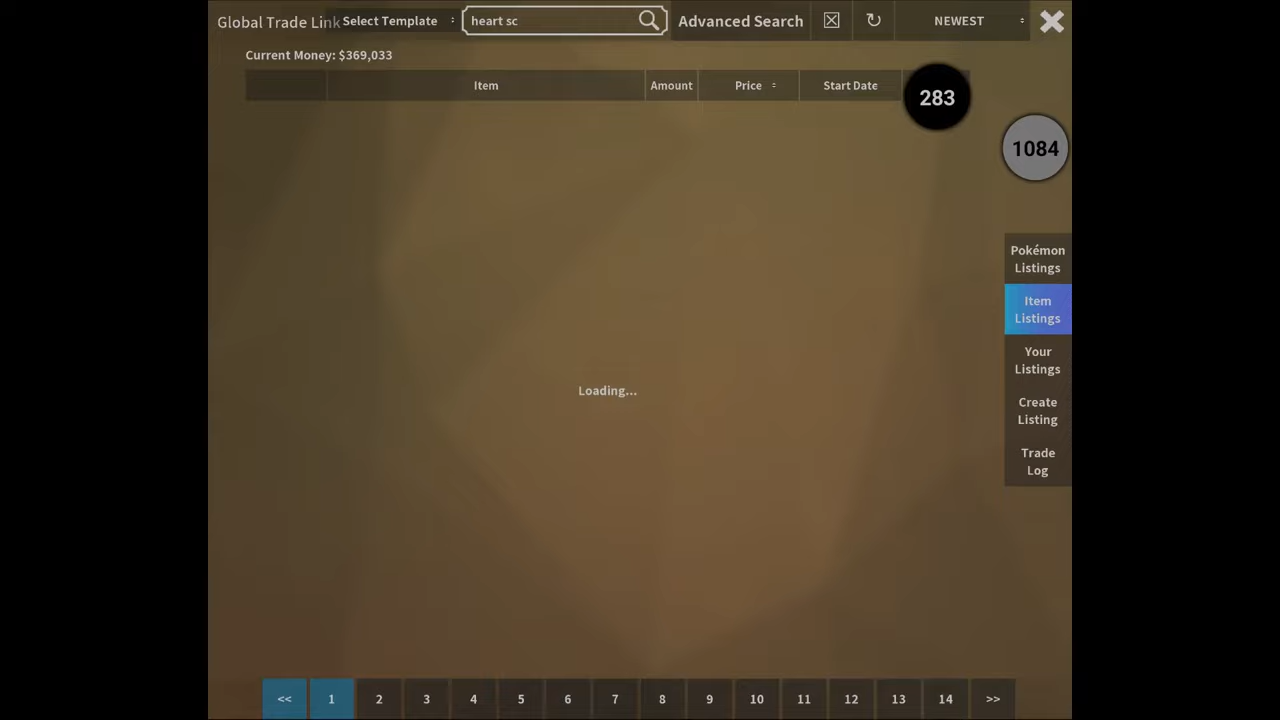 Global Trade Link Select Template heart sc Advanced Search ↻ NEWEST
Current Money: $369,033
Item Amount Price Start Date
283
1084
Pokémon
Listings
Item
Listings
Your
Listings
Create
Listing
Trade
Log
Loading...
<< 1 2 3 4 5 6 7 8 9 10 11 12 13 14 >>